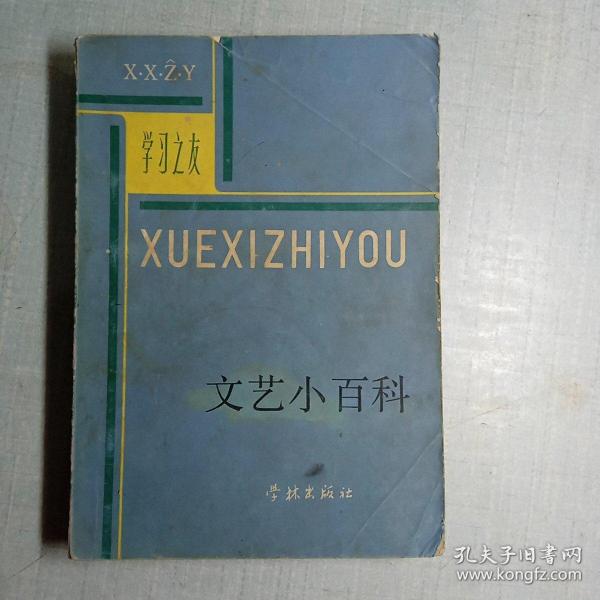 X·X·Ẑ·Y
学习之友
XUEXIZHIYOU
文艺小百科
学林出版社
孔夫子旧书网
www.kongfz.com